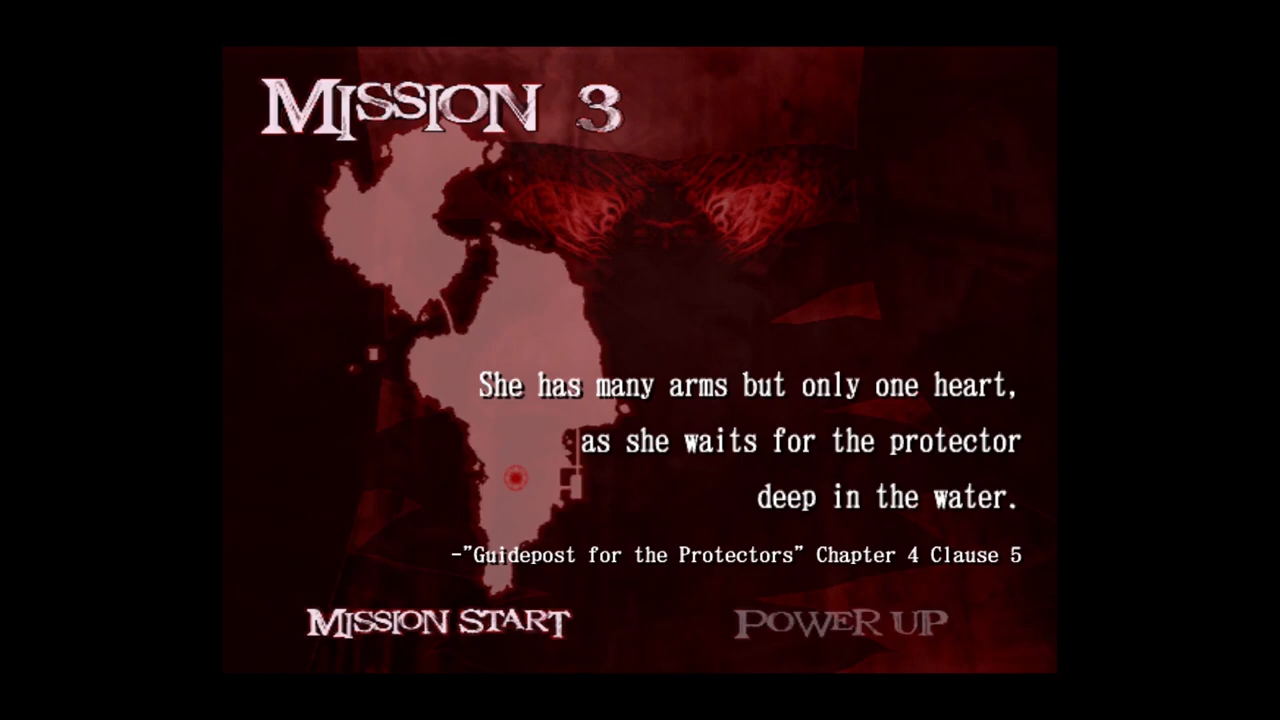 MISSION 3
She has many arms but only one heart,
as she waits for the protector
deep in the water.
-"Guidepost for the Protectors" Chapter 4 Clause 5
MISSION START
POWER UP